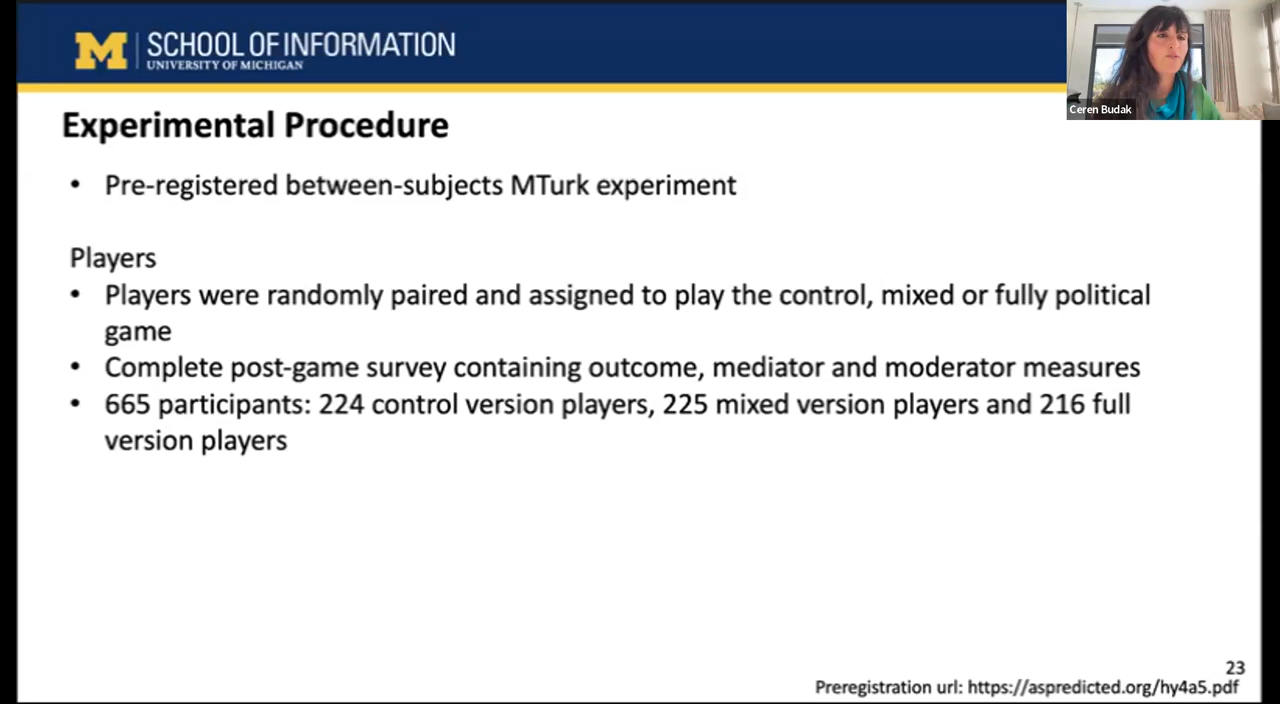 M SCHOOL OF INFORMATION
UNIVERSITY OF MICHIGAN
Ceren Budak
Experimental Procedure
• Pre-registered between-subjects MTurk experiment
Players
• Players were randomly paired and assigned to play the control, mixed or fully political
game
• Complete post-game survey containing outcome, mediator and moderator measures
• 665 participants: 224 control version players, 225 mixed version players and 216 full
version players
23
Preregistration url: https://aspredicted.org/hy4a5.pdf